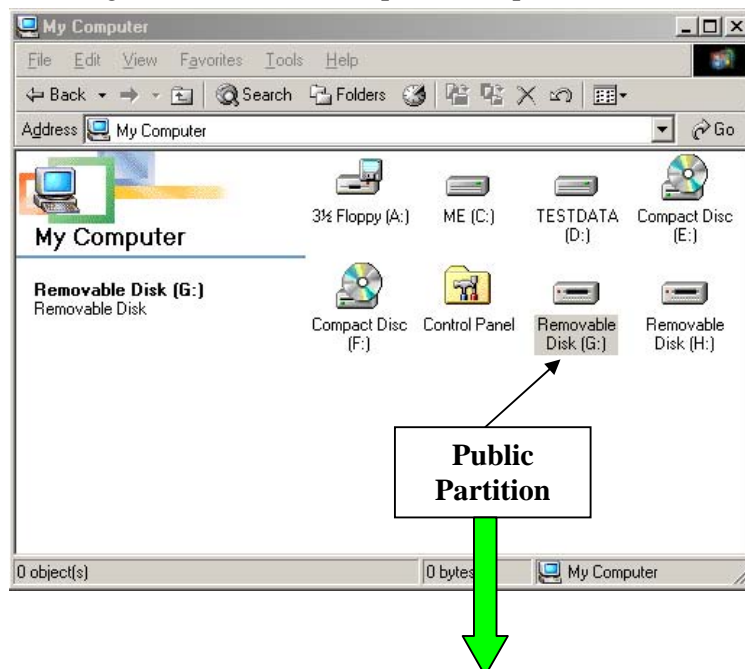 My Computer
File Edit View Favorites Tools Help
Back Search Folders
Address My Computer Go
My Computer
Removable Disk (G:)
Removable Disk
3½ Floppy (A:)
ME (C:)
TESTDATA
(D:)
Compact Disc
(E:)
Compact Disc
(F:)
Control Panel
Removable
Disk (G:)
Removable
Disk (H:)
Public
Partition
0 object(s)
0 bytes
My Computer